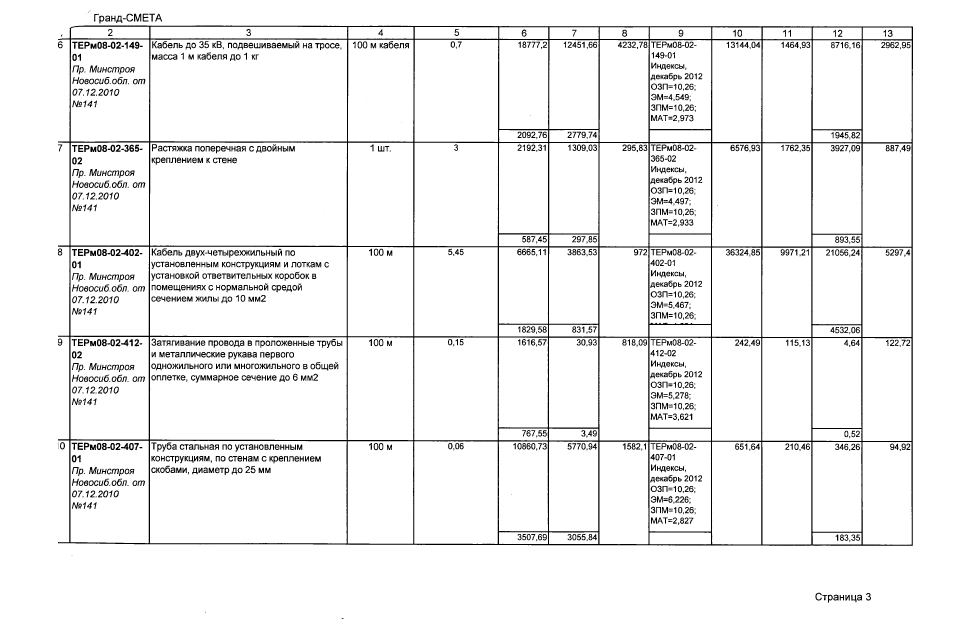 Гранд-СМЕТА
2 3 4 5 6 7 8 9 10 11 12 13
6 ТЕРм08-02-149- Кабель до 35 кВ, подвешиваемый на тросе, 100 м кабеля 0,7 18777,2 12451,66 4232,78 ТЕРм08-02- 13144,04 1464,93 8716,16 2962,95
01 масса 1 м кабеля до 1 кг 149-01
Пр. Минстроя Индексы,
Новосиб.обл. от декабрь 2012
07.12.2010 ОЗП=10,26;
№141 ЭМ=4,549;
ЗПМ=10,26;
МАТ=2,973
2092,76 2779,74 1945,82
7 ТЕРм08-02-365- Растяжка поперечная с двойным 1 шт. 3 2192,31 1309,03 295,83 ТЕРм08-02- 6576,93 1762,35 3927,09 887,49
02 креплением к стене 365-02
Пр. Минстроя Индексы,
Новосиб.обл. от декабрь 2012
07.12.2010 ОЗП=10,26;
№141 ЭМ=4,497;
ЗПМ=10,26;
МАТ=2,933
587,45 297,85 893,55
8 ТЕРм08-02-402- Кабель двух-четырехжильный по 100 м 5,45 6665,11 3863,53 972 ТЕРм08-02- 36324,85 9971,21 21056,24 5297,4
01 установленным конструкциям и лоткам с 402-01
Пр. Минстроя установкой ответвительных коробок в Индексы,
Новосиб.обл. от помещениях с нормальной средой декабрь 2012
07.12.2010 сечением жилы до 10 мм2 ОЗП=10,26;
№141 ЭМ=5,467;
ЗПМ=10,26;
1829,58 831,57 4532,06
9 ТЕРм08-02-412- Затягивание провода в проложенные трубы 100 м 0,15 1616,57 30,93 818,09 ТЕРм08-02- 242,49 115,13 4,64 122,72
02 и металлические рукава первого 412-02
Пр. Минстроя одножильного или многожильного в общей Индексы,
Новосиб.обл. от оплетке, суммарное сечение до 6 мм2 декабрь 2012
07.12.2010 ОЗП=10,26;
№141 ЭМ=5,278;
ЗПМ=10,26;
МАТ=3,621
767,55 3,49 0,52
0 ТЕРм08-02-407- Труба стальная по установленным 100 м 0,06 10860,73 5770,94 1582,1 ТЕРм08-02- 651,64 210,46 346,26 94,92
01 конструкциям, по стенам с креплением 407-01
Пр. Минстроя скобами, диаметр до 25 мм Индексы,
Новосиб.обл. от декабрь 2012
07.12.2010 ОЗП=10,26;
№141 ЭМ=6,226;
ЗПМ=10,26;
МАТ=2,827
3507,69 3055,84 183,35
Страница 3